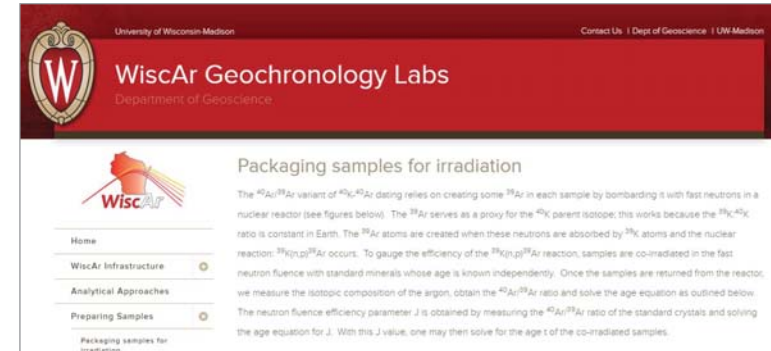 University of Wisconsin-Madison
Contact Us | Dept of Geoscience | UW-Madison
W
WiscAr Geochronology Labs
Department of Geoscience
WiscAr
Home
WiscAr Infrastructure
Analytical Approaches
Preparing Samples
Packaging samples for
irradiation
Packaging samples for irradiation
The ⁴⁰Ar/³⁹Ar variant of ⁴⁰K-⁴⁰Ar dating relies on creating some ³⁹Ar in each sample by bombarding it with fast neutrons in a
nuclear reactor (see figures below). The ³⁹Ar serves as a proxy for the ⁴⁰K parent isotope; this works because the ³⁹K:⁴⁰K
ratio is constant in Earth. The ³⁹Ar atoms are created when these neutrons are absorbed by ³⁹K atoms and the nuclear
reaction: ³⁹K(n,p)³⁹Ar occurs. To gauge the efficiency of the ³⁹K(n,p)³⁹Ar reaction, samples are co-irradiated in the fast
neutron fluence with standard minerals whose age is known independently. Once the samples are returned from the reactor,
we measure the isotopic composition of the argon, obtain the ⁴⁰Ar/³⁹Ar ratio and solve the age equation as outlined below.
The neutron fluence efficiency parameter J is obtained by measuring the ⁴⁰Ar/³⁹Ar ratio of the standard crystals and solving
the age equation for J. With this J value, one may then solve for the age t of the co-irradiated samples.